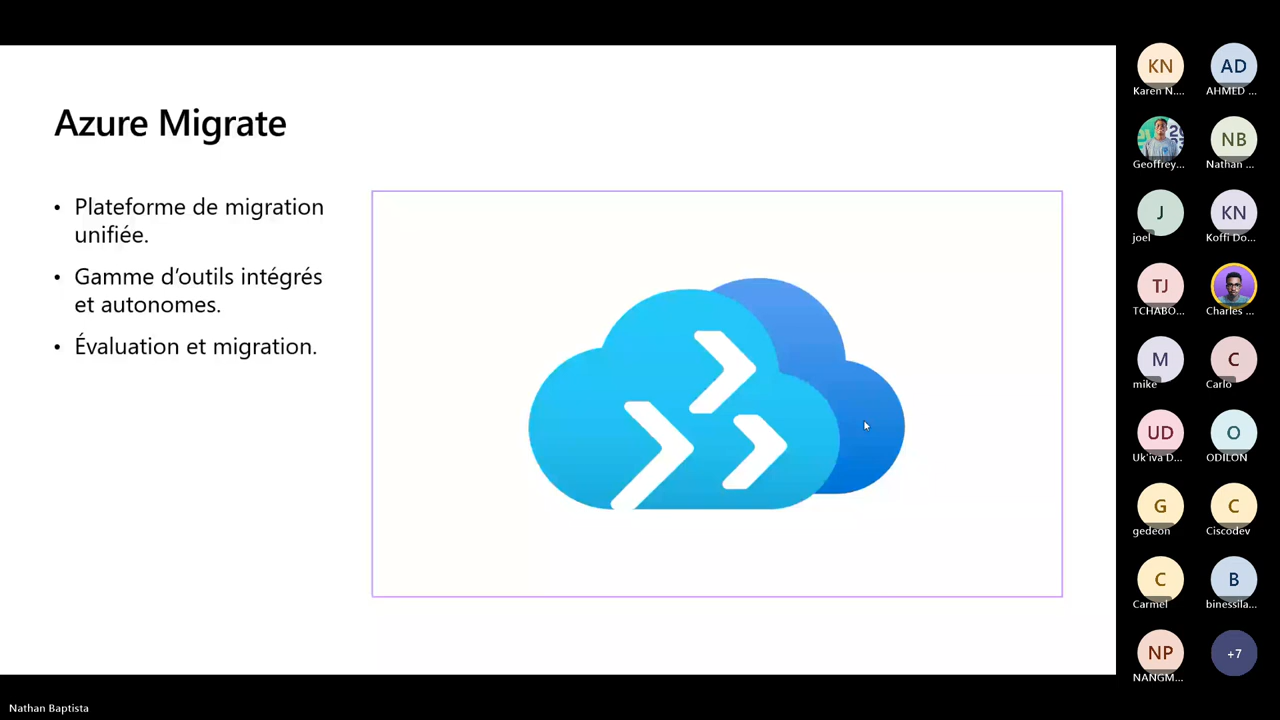 Azure Migrate
• Plateforme de migration
unifiée.
• Gamme d’outils intégrés
et autonomes.
• Évaluation et migration.
KN
Karen N....
AD
AHMED ...
Geoffrey...
NB
Nathan ...
J
joel
KN
Koffi Do...
TJ
TCHABO...
Charles ...
M
mike
C
Carlo
UD
Uk'iva D...
O
ODILON
G
gedeon
C
Ciscodev
C
Carmel
B
binessila...
NP
NANGM...
+7
Nathan Baptista